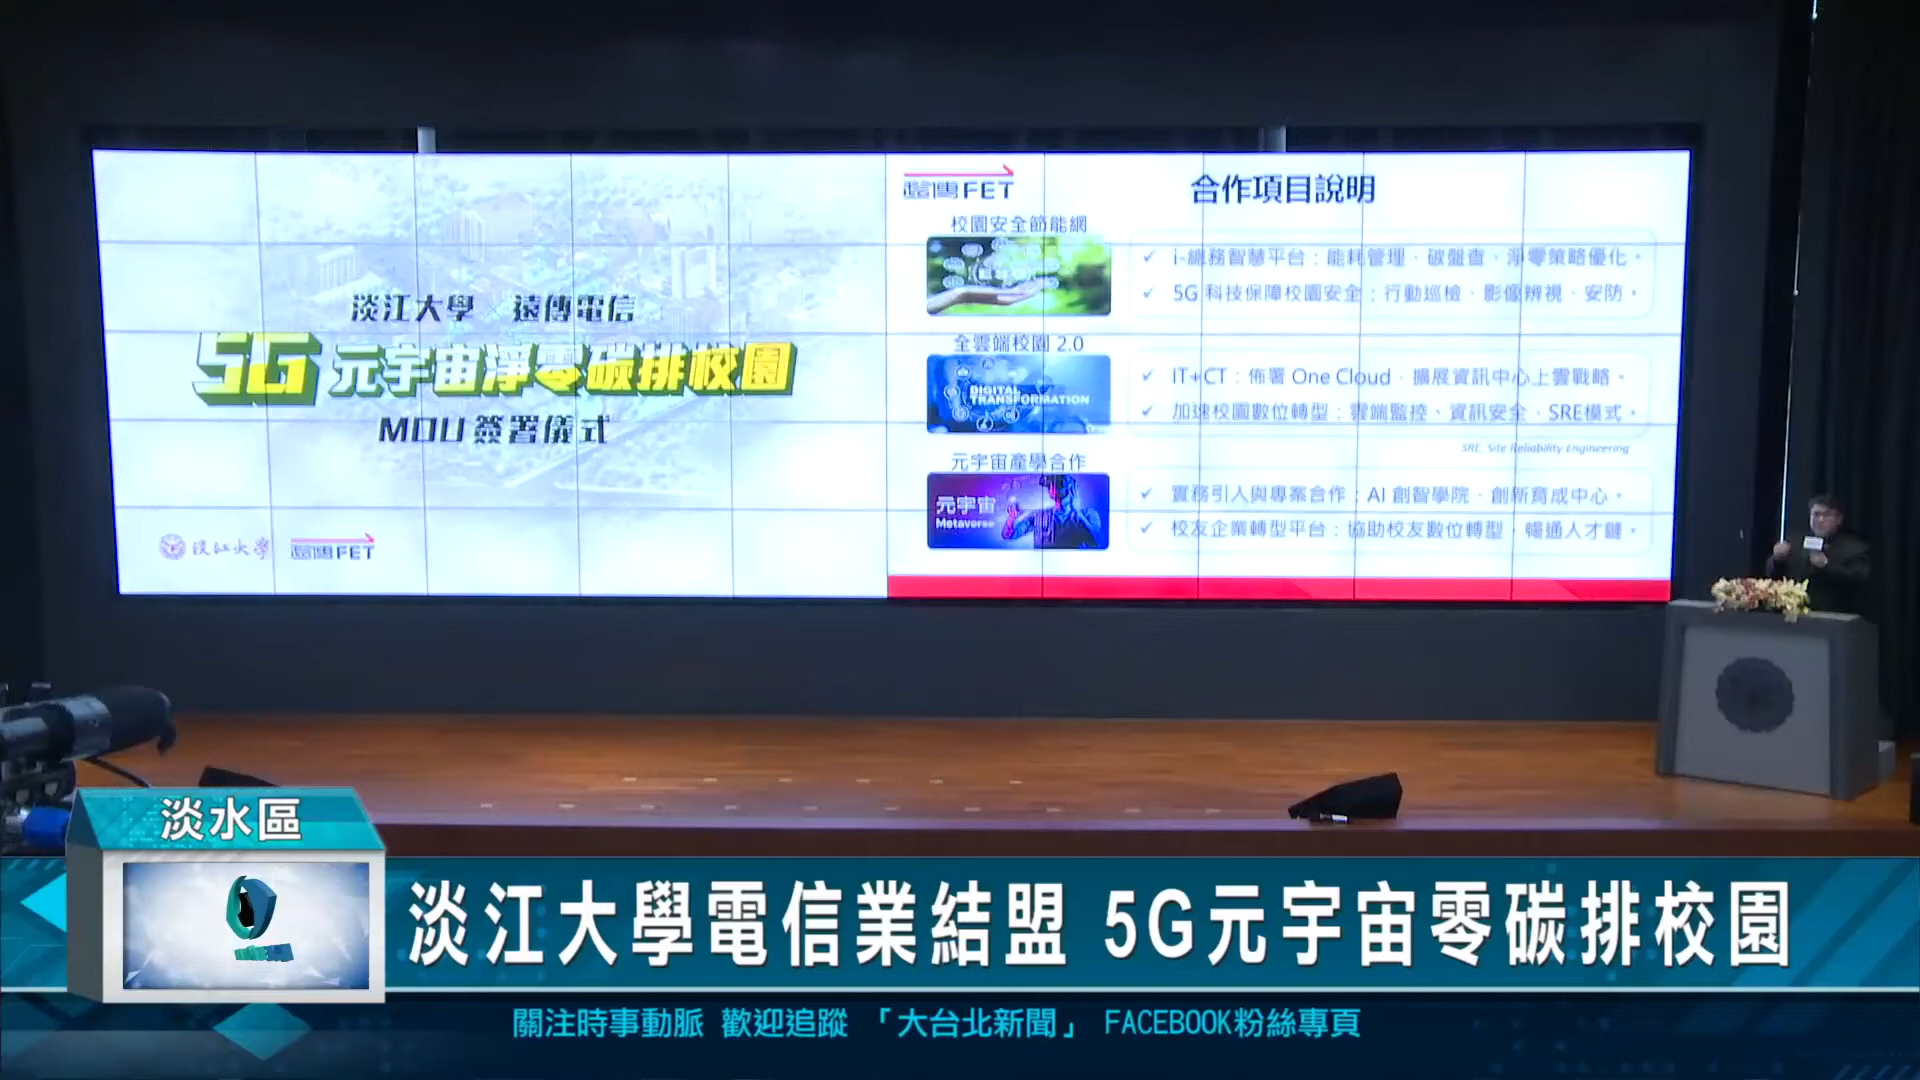 淡江大學 遠傳電信
5G 元宇宙淨零碳排校園
MOU 簽署儀式
淡江大學 遠傳FET
遠傳FET
合作項目說明
校園安全節能網
i-總務智慧平台：能耗管理、碳盤查、淨零策略優化。
5G 科技保障校園安全：行動巡檢、影像辨視、安防。
全雲端校園 2.0
DIGITAL
TRANSFORMATION
IT+CT：佈署 One Cloud，擴展資訊中心上雲戰略。
加速校園數位轉型：雲端監控、資訊安全、SRE模式。
SRE: Site Reliability Engineering
元宇宙產學合作
元宇宙
Metaverse
實務引入與專案合作：AI 創智學院、創新育成中心。
校友企業轉型平台：協助校友數位轉型，暢通人才鏈。
淡水區
淡江大學電信業結盟 5G元宇宙零碳排校園
關注時事動脈 歡迎追蹤 「大台北新聞」 FACEBOOK粉絲專頁